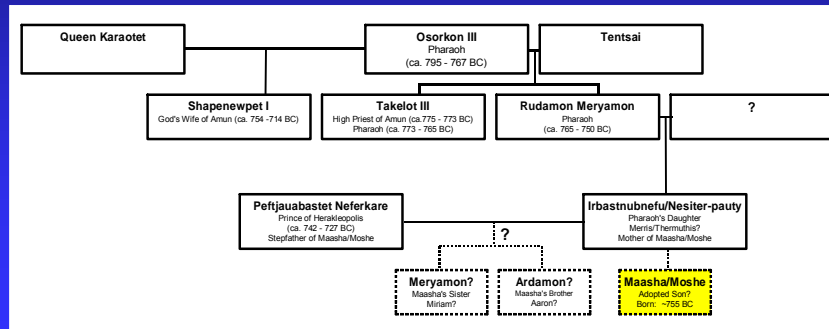 Queen Karaotet
Osorkon III
Pharaoh
(ca. 795 - 767 BC)
Tentsai
Shapenewpet I
God's Wife of Amun (ca. 754 -714 BC)
Takelot III
High Priest of Amun (ca.775 - 773 BC)
Pharaoh (ca. 773 - 765 BC)
Rudamon Meryamon
Pharaoh
(ca. 765 - 750 BC)
?
Peftjauabastet Neferkare
Prince of Herakleopolis
(ca. 742 - 727 BC)
Stepfather of Maasha/Moshe
Irbastnubnefu/Nesiter-pauty
Pharaoh's Daughter
Merris/Thermuthis?
Mother of Maasha/Moshe
?
Meryamon?
Maasha's Sister
Miriam?
Ardamon?
Maasha's Brother
Aaron?
Maasha/Moshe
Adopted Son?
Born: ~755 BC